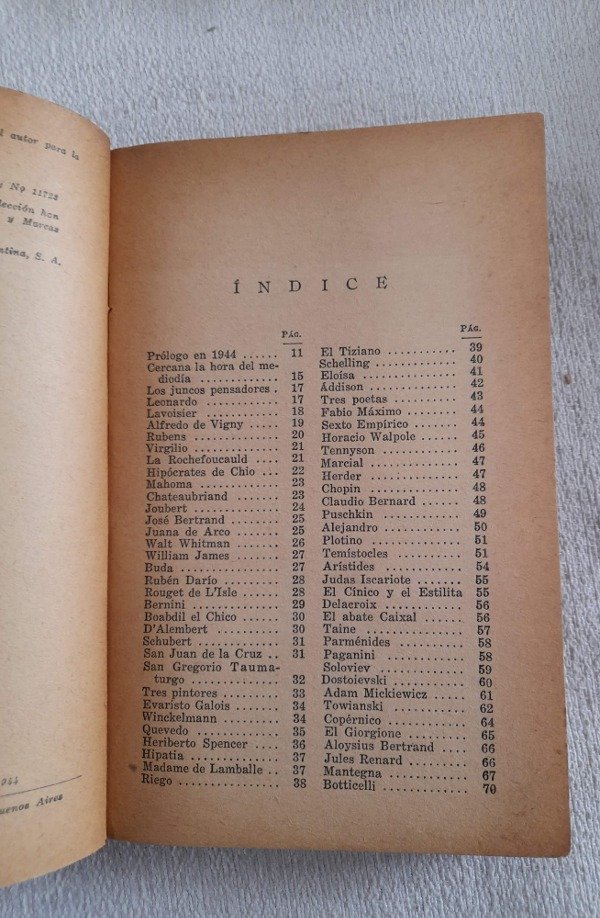 l autor para la
Nº 11723
lección han
y Marcas
ntina, S. A.
944
uenos Aires
ÍNDICE
PÁG.
Prólogo en 1944 ...... 11
Cercana la hora del me-
diodía ............ 15
Los juncos pensadores . 17
Leonardo ............ 17
Lavoisier ............ 18
Alfredo de Vigny ..... 19
Rubens ............ 20
Virgilio ............ 21
La Rochefoucauld .... 21
Hipócrates de Chio ... 22
Mahoma ............ 23
Chateaubriand ....... 23
Joubert ............ 24
José Bertrand ........ 25
Juana de Arco ....... 25
Walt Whitman ....... 26
William James ....... 27
Buda ............ 27
Rubén Darío ......... 28
Rouget de L'Isle ...... 28
Bernini ............ 29
Boabdil el Chico ...... 30
D'Alembert .......... 30
Schubert ............ 31
San Juan de la Cruz .. 31
San Gregorio Tauma-
turgo ............ 32
Tres pintores ......... 33
Evaristo Galois ....... 34
Winckelmann ........ 34
Quevedo ............ 35
Heriberto Spencer .... 36
Hipatia ............ 37
Madame de Lamballe .. 37
Riego ............ 38
PÁG.
El Tiziano ........... 39
Schelling ............ 40
Eloísa ............ 41
Addison ............ 42
Tres poetas .......... 43
Fabio Máximo ....... 44
Sexto Empírico ....... 44
Horacio Walpole ...... 45
Tennyson ............ 46
Marcial ............ 47
Herder ............ 47
Chopin ............ 48
Claudio Bernard ...... 48
Puschkin ............ 49
Alejandro ............ 50
Plotino ............ 51
Temístocles .......... 51
Arístides ............ 54
Judas Iscariote ....... 55
El Cínico y el Estilita 55
Delacroix ............ 56
El abate Caixal ....... 56
Taine ............ 57
Parménides .......... 58
Paganini ............ 58
Soloviev ............ 59
Dostoievski .......... 60
Adam Mickiewicz ..... 61
Towianski ........... 62
Copérnico ........... 64
El Giorgione ......... 65
Aloysius Bertrand .... 66
Jules Renard ......... 66
Mantegna ........... 67
Botticelli ............ 70